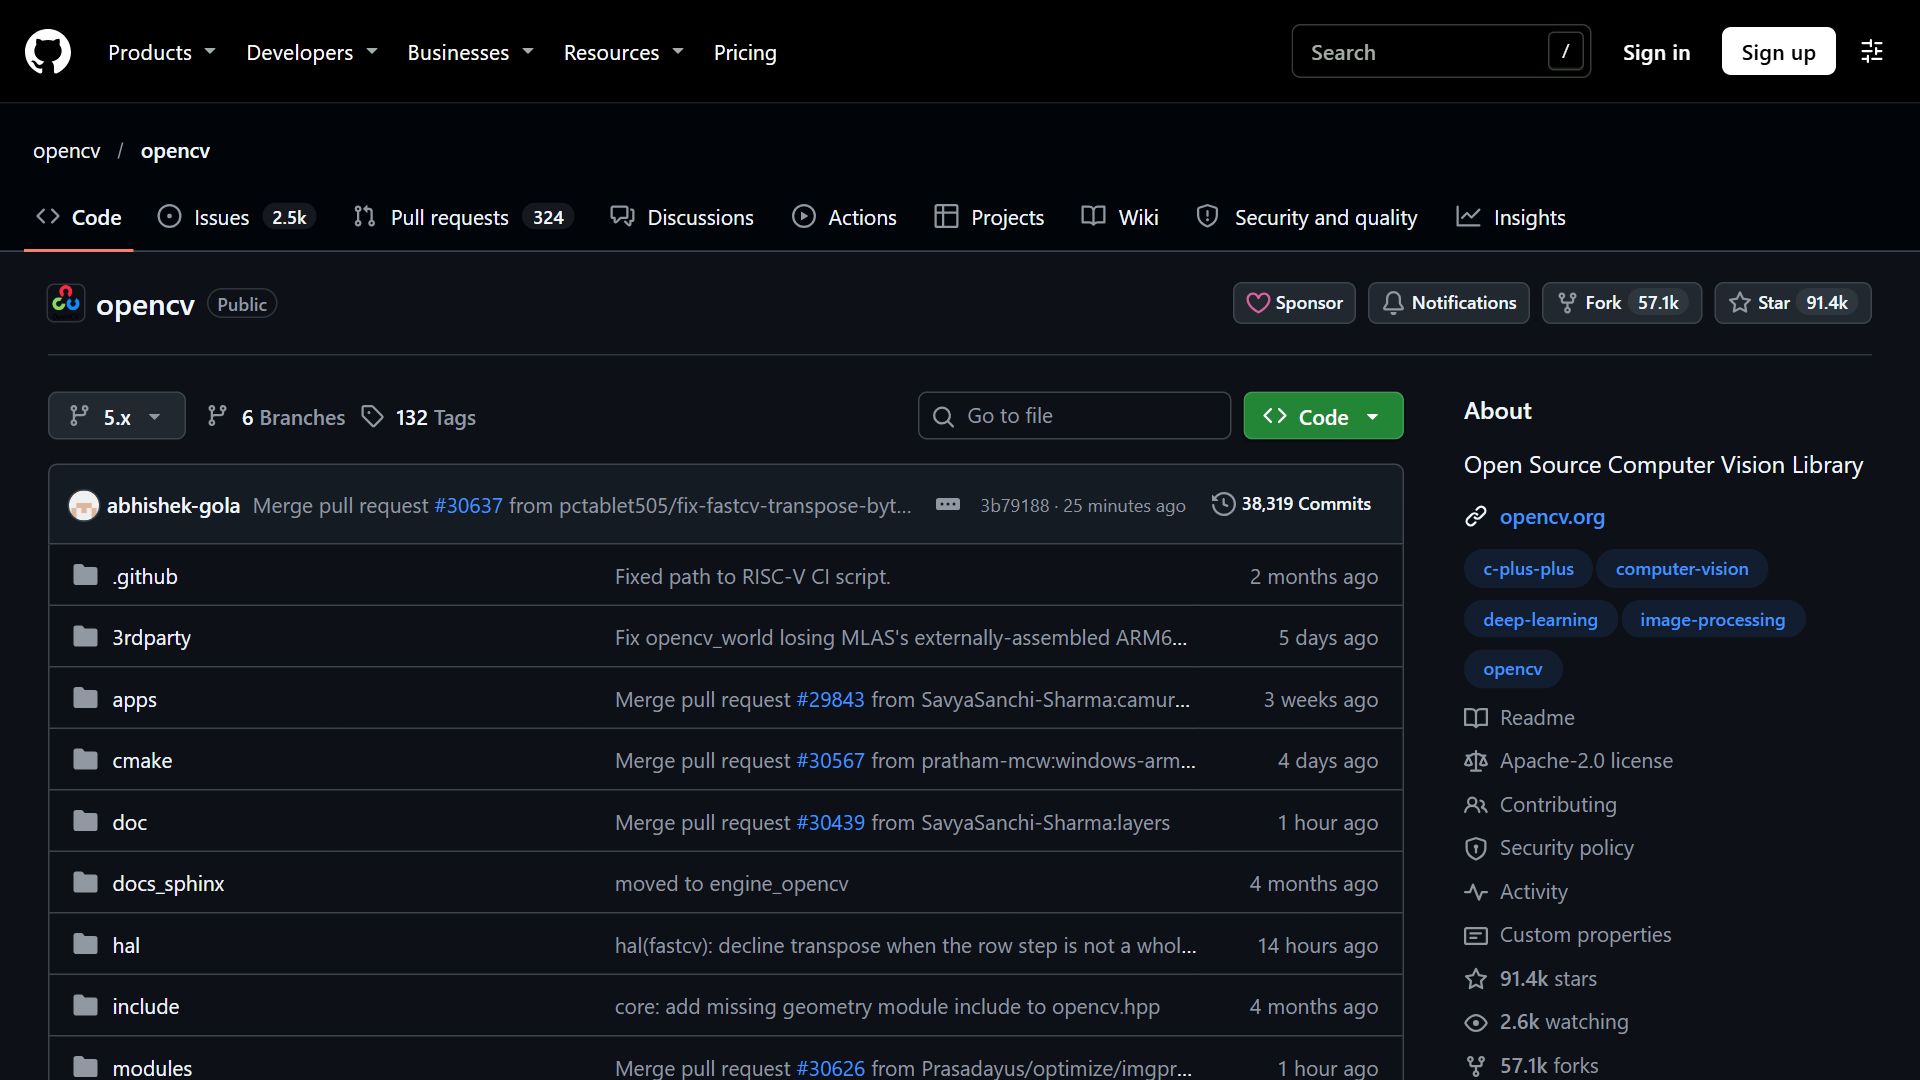 Products Developers Businesses Resources Pricing Search / Sign in Sign up
opencv / opencv
Code Issues 2.5k Pull requests 324 Discussions Actions Projects Wiki Security and quality Insights
opencv Public Sponsor Notifications Fork 57.1k Star 91.4k
5.x 6 Branches 132 Tags Go to file Code
abhishek-gola Merge pull request #30637 from pctablet505/fix-fastcv-transpose-byt... 3b79188 · 25 minutes ago 38,319 Commits
.github Fixed path to RISC-V CI script. 2 months ago
3rdparty Fix opencv_world losing MLAS's externally-assembled ARM6... 5 days ago
apps Merge pull request #29843 from SavyaSanchi-Sharma:camur... 3 weeks ago
cmake Merge pull request #30567 from pratham-mcw:windows-arm... 4 days ago
doc Merge pull request #30439 from SavyaSanchi-Sharma:layers 1 hour ago
docs_sphinx moved to engine_opencv 4 months ago
hal hal(fastcv): decline transpose when the row step is not a whol... 14 hours ago
include core: add missing geometry module include to opencv.hpp 4 months ago
modules Merge pull request #30626 from Prasadayus/optimize/imgpr... 1 hour ago
About
Open Source Computer Vision Library
opencv.org
c-plus-plus computer-vision
deep-learning image-processing
opencv
Readme
Apache-2.0 license
Contributing
Security policy
Activity
Custom properties
91.4k stars
2.6k watching
57.1k forks